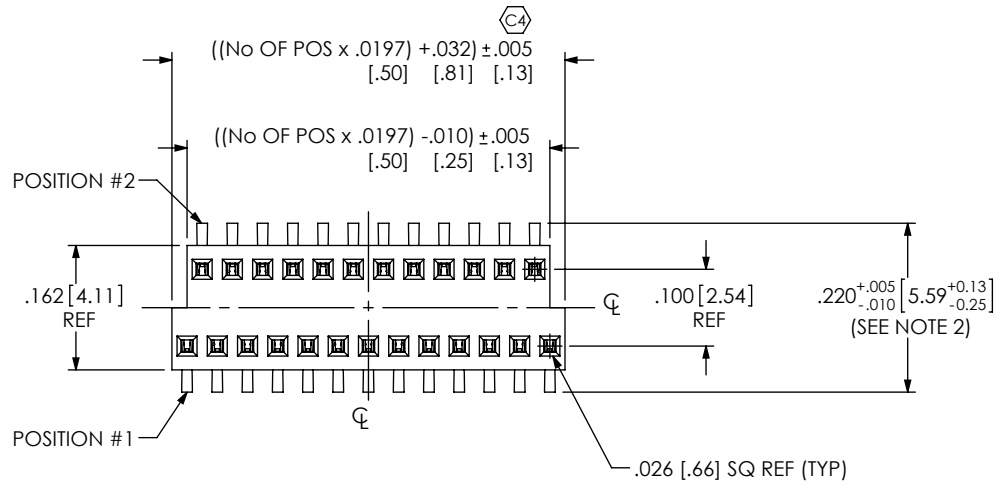 C4
((No OF POS x .0197) +.032) ±.005
[.50] [.81] [.13]
((No OF POS x .0197) -.010) ±.005
[.50] [.25] [.13]
POSITION #2
.162 [4.11]
REF
℄
.100 [2.54]
REF
.220 +.005 -.010 [5.59 +0.13 -0.25]
(SEE NOTE 2)
℄
POSITION #1
.026 [.66] SQ REF (TYP)